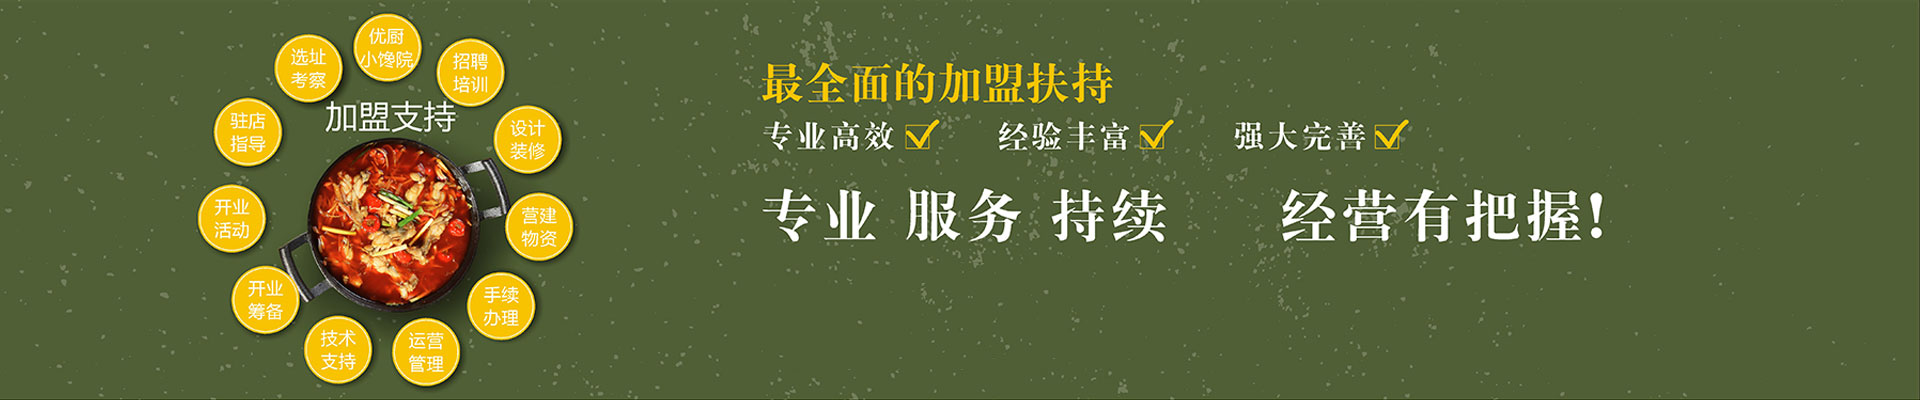 优厨
小馋院
招聘
培训
设计
装修
营建
物资
手续
办理
运营
管理
技术
支持
开业
筹备
开业
活动
驻店
指导
选址
考察
加盟支持
最全面的加盟扶持
专业高效 经验丰富 强大完善
专业 服务 持续 经营有把握!